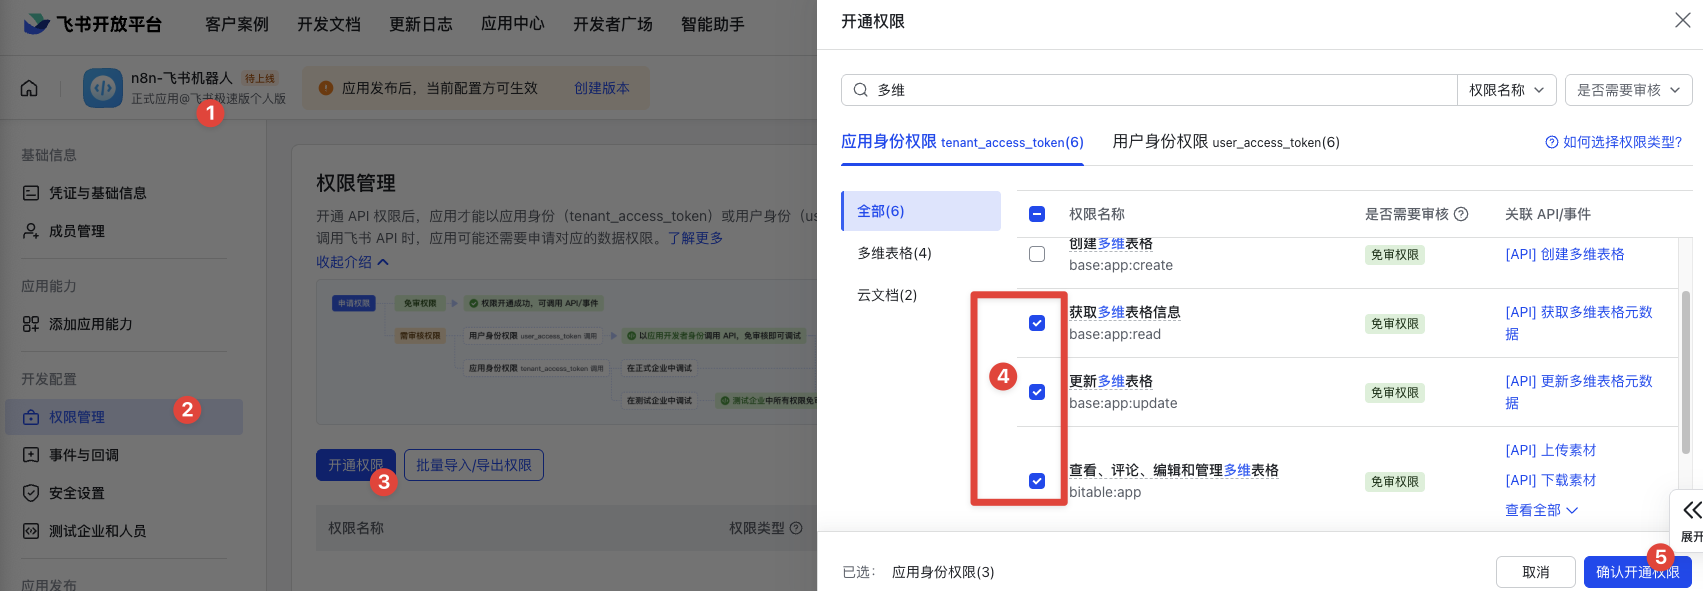 飞书开放平台
客户案例
开发文档
更新日志
应用中心
开发者广场
智能助手
n8n-飞书机器人
待上线
正式应用@飞书极速版个人版
应用发布后，当前配置方可生效
创建版本
1
基础信息
凭证与基础信息
成员管理
应用能力
添加应用能力
开发配置
权限管理
2
事件与回调
安全设置
测试企业和人员
应用发布
权限管理
开通 API 权限后，应用才能以应用身份（tenant_access_token）或用户身份（us
调用飞书 API 时，应用可能还需要申请对应的数据权限。了解更多
收起介绍
申请权限
免审权限
权限开通成功，可调用 API/事件
需审核权限
用户身份权限 user_access_token 调用
以应用开发者身份调用 API，免审核即可调试
应用身份权限 tenant_access_token 调用
在正式企业中调试
在测试企业中调试
测试企业中所有权限免
开通权限
3
批量导入/导出权限
权限名称
权限类型
开通权限
多维
权限名称
是否需要审核
应用身份权限 tenant_access_token(6)
用户身份权限 user_access_token(6)
如何选择权限类型?
全部(6)
多维表格(4)
云文档(2)
权限名称
是否需要审核
关联 API/事件
创建多维表格
base:app:create
免审权限
[API] 创建多维表格
获取多维表格信息
base:app:read
免审权限
[API] 获取多维表格元数
据
4
更新多维表格
base:app:update
免审权限
[API] 更新多维表格元数
据
查看、评论、编辑和管理多维表格
bitable:app
免审权限
[API] 上传素材
[API] 下载素材
查看全部
展开
已选：
应用身份权限(3)
取消
确认开通权限
5